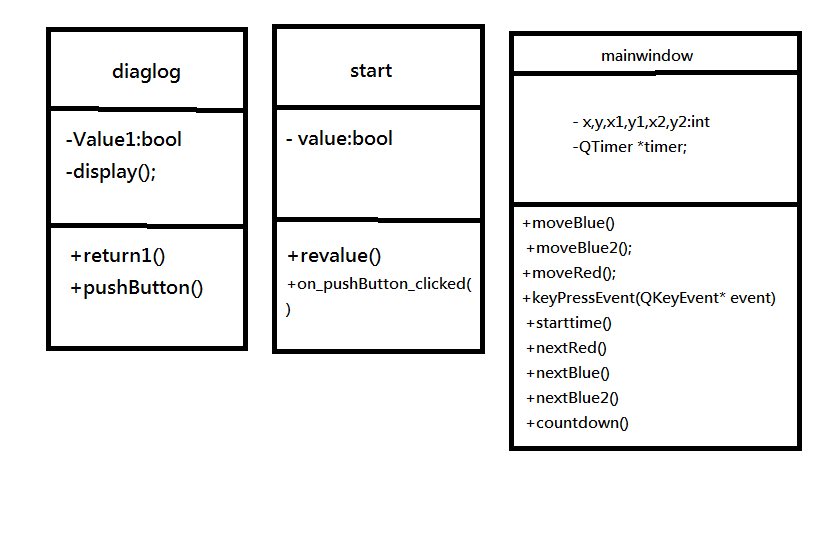 diaglog
-Value1:bool
-display();
+return1()
+pushButton()
start
- value:bool
+revalue()
+on_pushButton_clicked(
)
mainwindow
- x,y,x1,y1,x2,y2:int
-QTimer *timer;
+moveBlue()
+moveBlue2();
+moveRed();
+keyPressEvent(QKeyEvent* event)
+starttime()
+nextRed()
+nextBlue()
+nextBlue2()
+countdown()